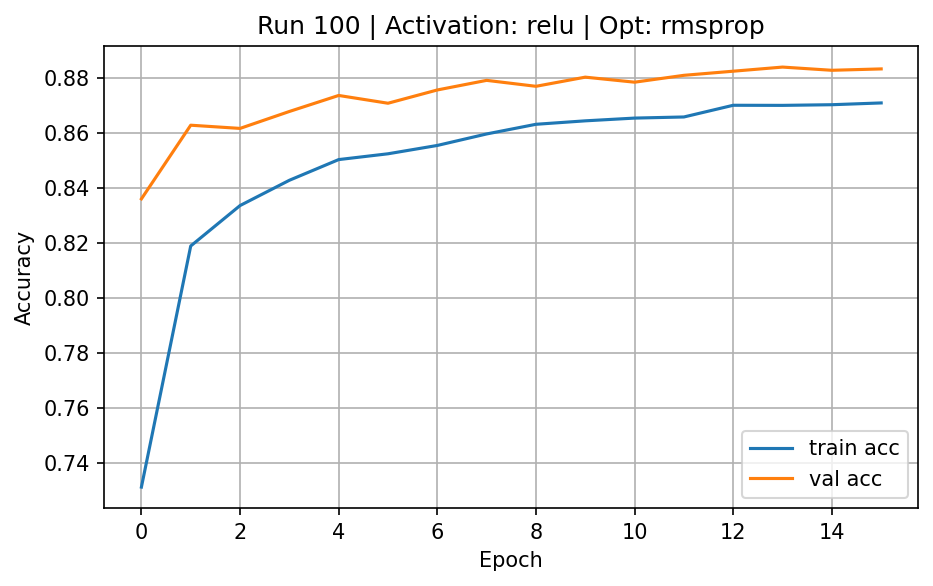 Run 100 | Activation: relu | Opt: rmsprop
Accuracy
0.88
0.86
0.84
0.82
0.80
0.78
0.76
0.74
train acc
val acc
0 2 4 6 8 10 12 14
Epoch